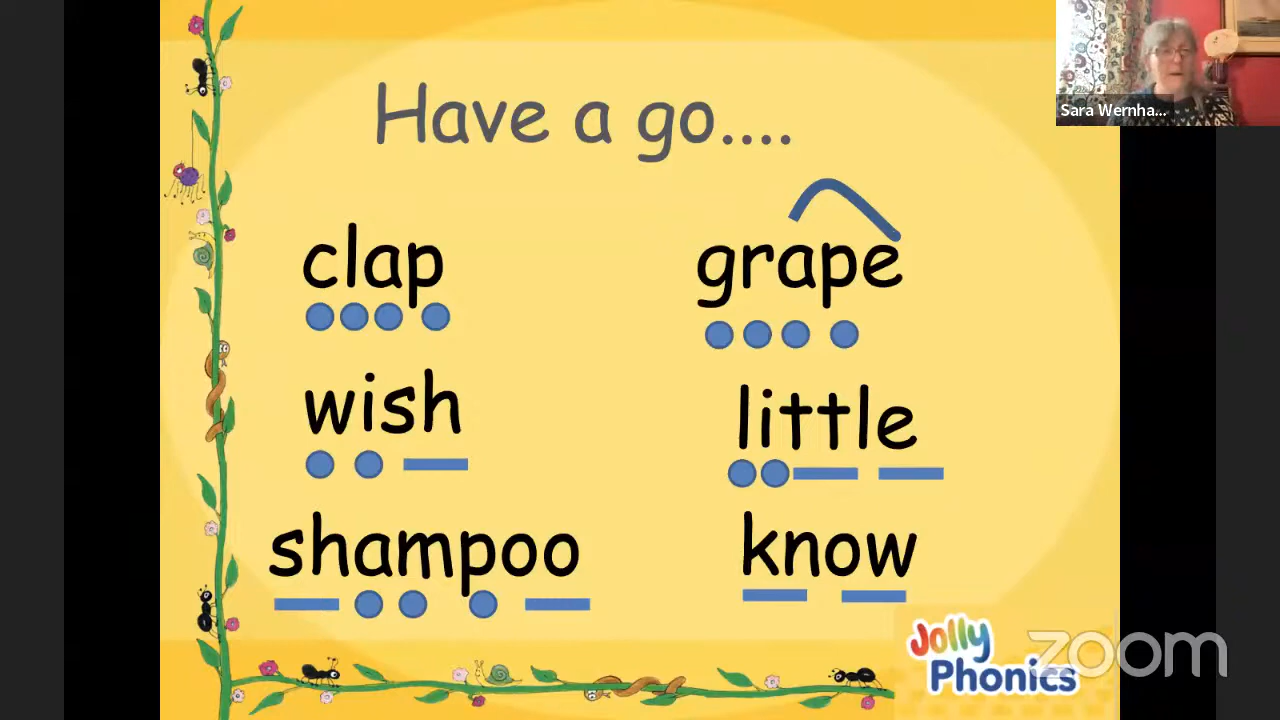 Have a go....
clap
grape
wish
little
shampoo
know
Jolly
Phonics
zoom
Sara Wernha...